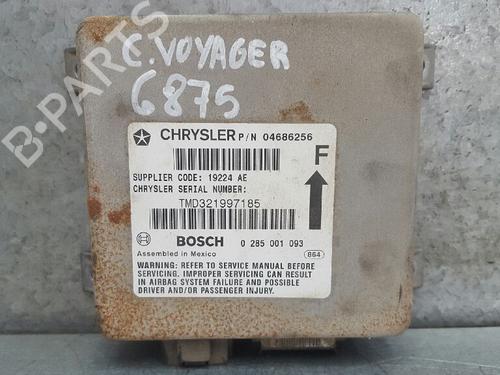 B-PARTS
C. VOYAGER
6875
CHRYSLER P/N 04686256
F
SUPPLIER CODE: 19224 AE
CHRYSLER SERIAL NUMBER:
TMD321997185
BOSCH 0 285 001 093
Assembled in Mexico 864
WARNING: REFER TO SERVICE MANUAL BEFORE
SERVICING. IMPROPER SERVICING CAN RESULT
IN AIRBAG SYSTEM FAILURE AND POSSIBLE
DRIVER AND/OR PASSENGER INJURY.